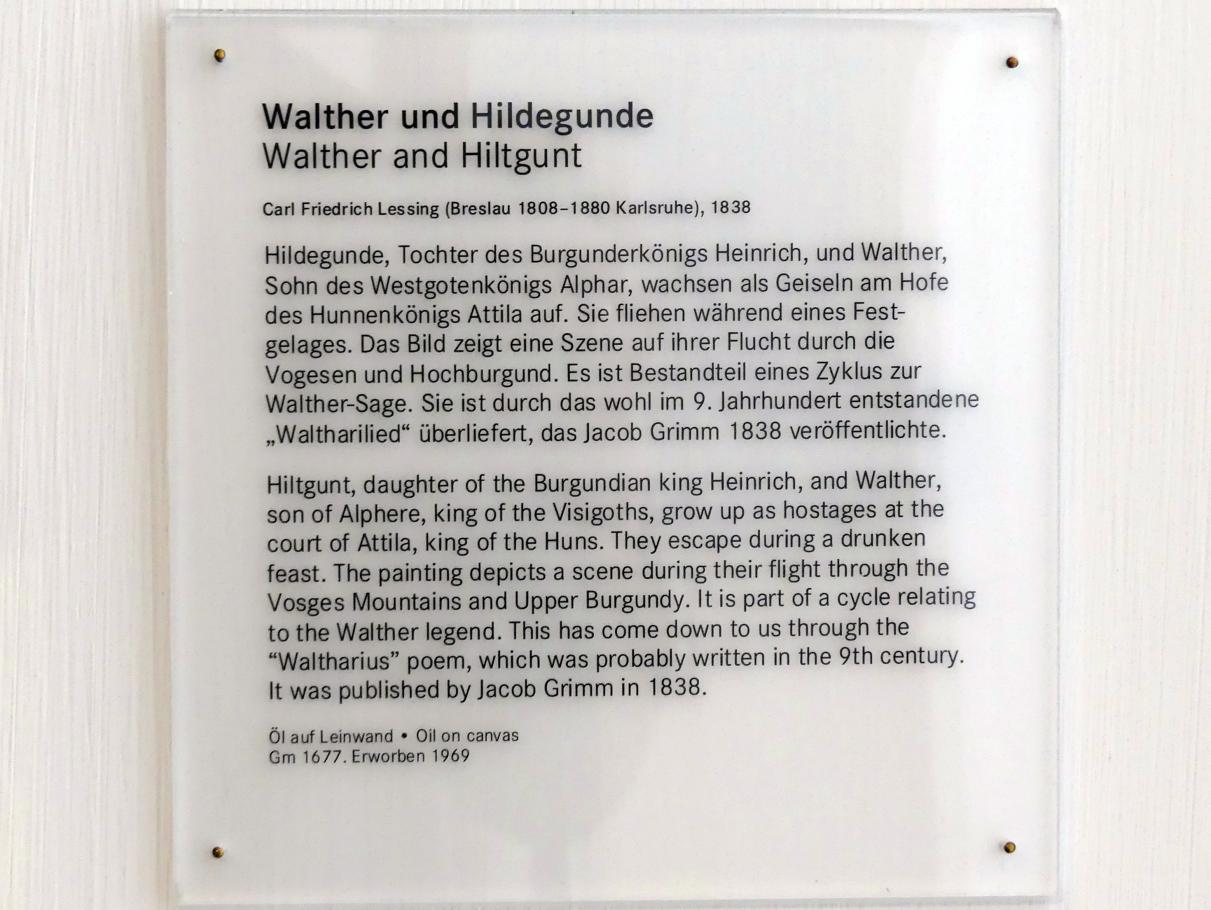 Walther und Hildegunde
Walther and Hiltgunt
Carl Friedrich Lessing (Breslau 1808–1880 Karlsruhe), 1838
Hildegunde, Tochter des Burgunderkönigs Heinrich, und Walther,
Sohn des Westgotenkönigs Alphar, wachsen als Geiseln am Hofe
des Hunnenkönigs Attila auf. Sie fliehen während eines Fest-
gelages. Das Bild zeigt eine Szene auf ihrer Flucht durch die
Vogesen und Hochburgund. Es ist Bestandteil eines Zyklus zur
Walther-Sage. Sie ist durch das wohl im 9. Jahrhundert entstandene
„Waltharilied“ überliefert, das Jacob Grimm 1838 veröffentlichte.
Hiltgunt, daughter of the Burgundian king Heinrich, and Walther,
son of Alphere, king of the Visigoths, grow up as hostages at the
court of Attila, king of the Huns. They escape during a drunken
feast. The painting depicts a scene during their flight through the
Vosges Mountains and Upper Burgundy. It is part of a cycle relating
to the Walther legend. This has come down to us through the
“Waltharius” poem, which was probably written in the 9th century.
It was published by Jacob Grimm in 1838.
Öl auf Leinwand • Oil on canvas
Gm 1677. Erworben 1969